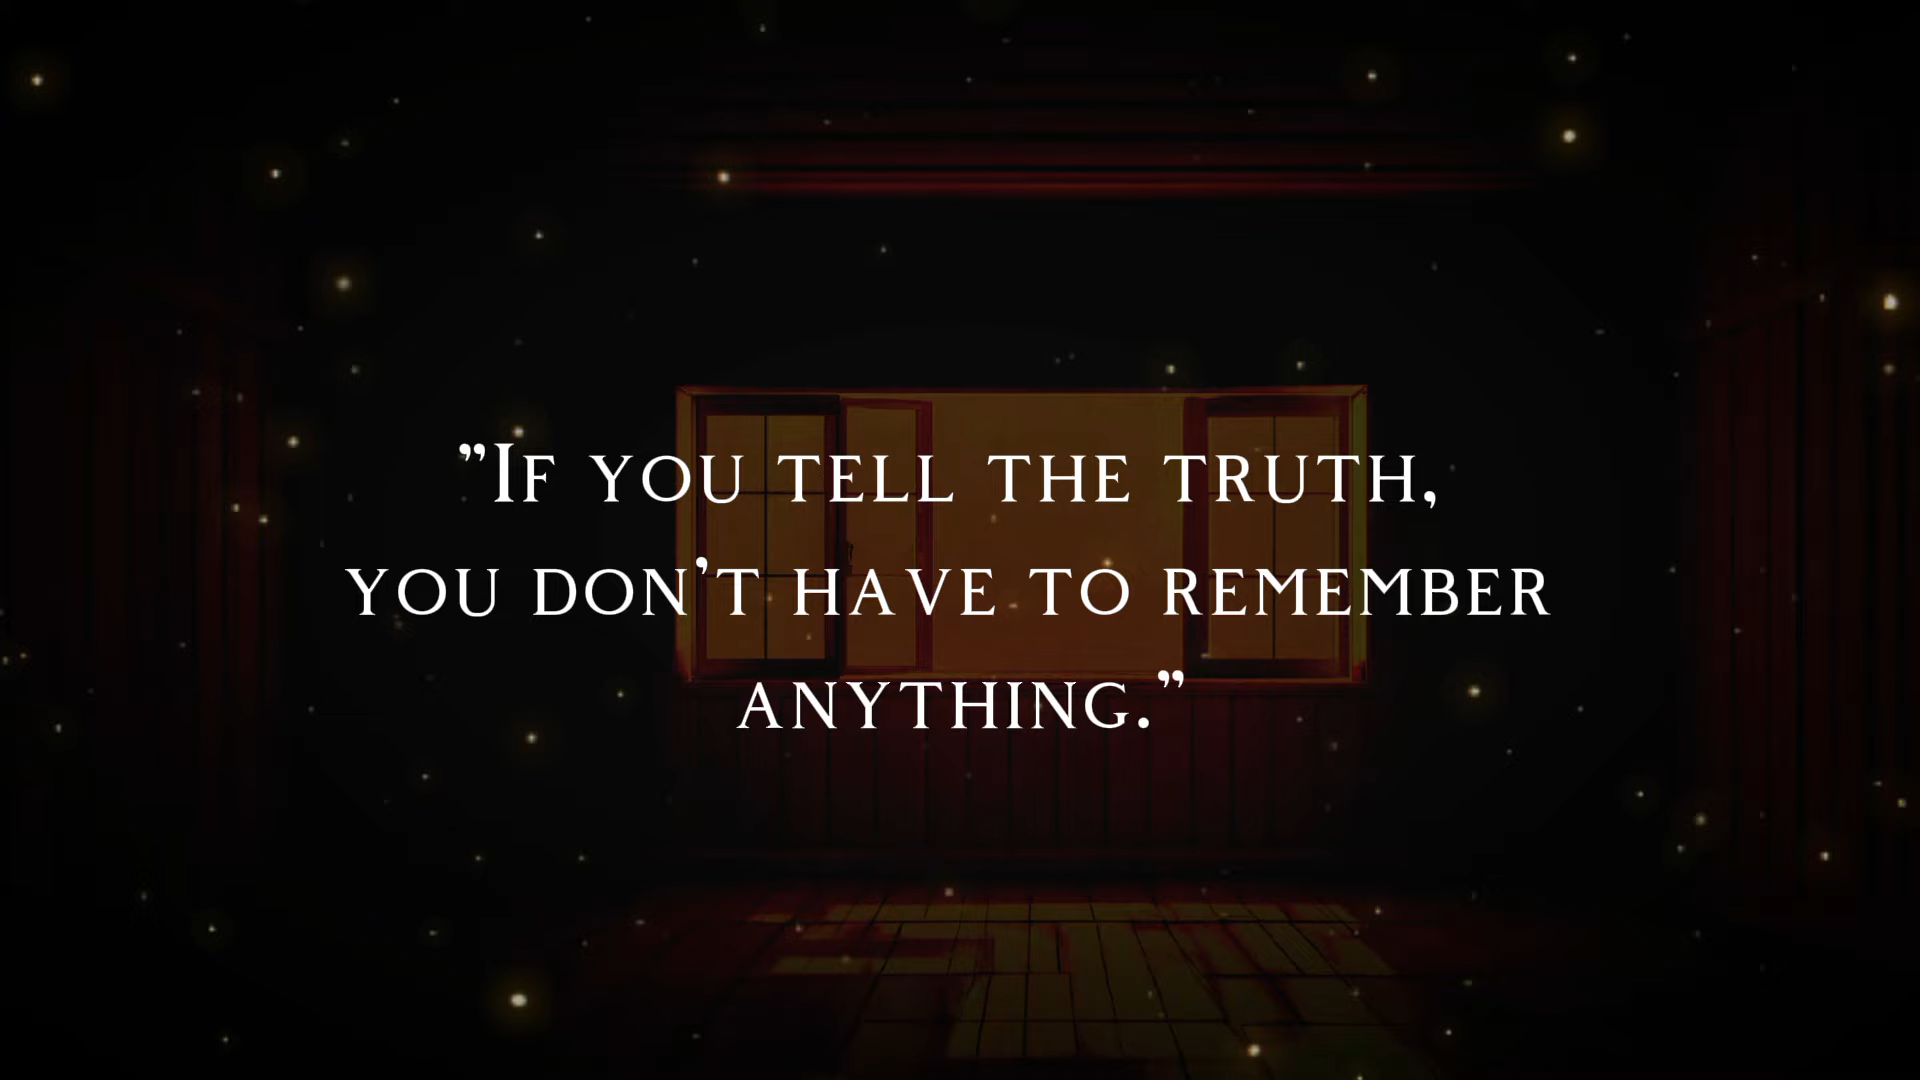 ”If you tell the truth,
you don’t have to remember
anything.”